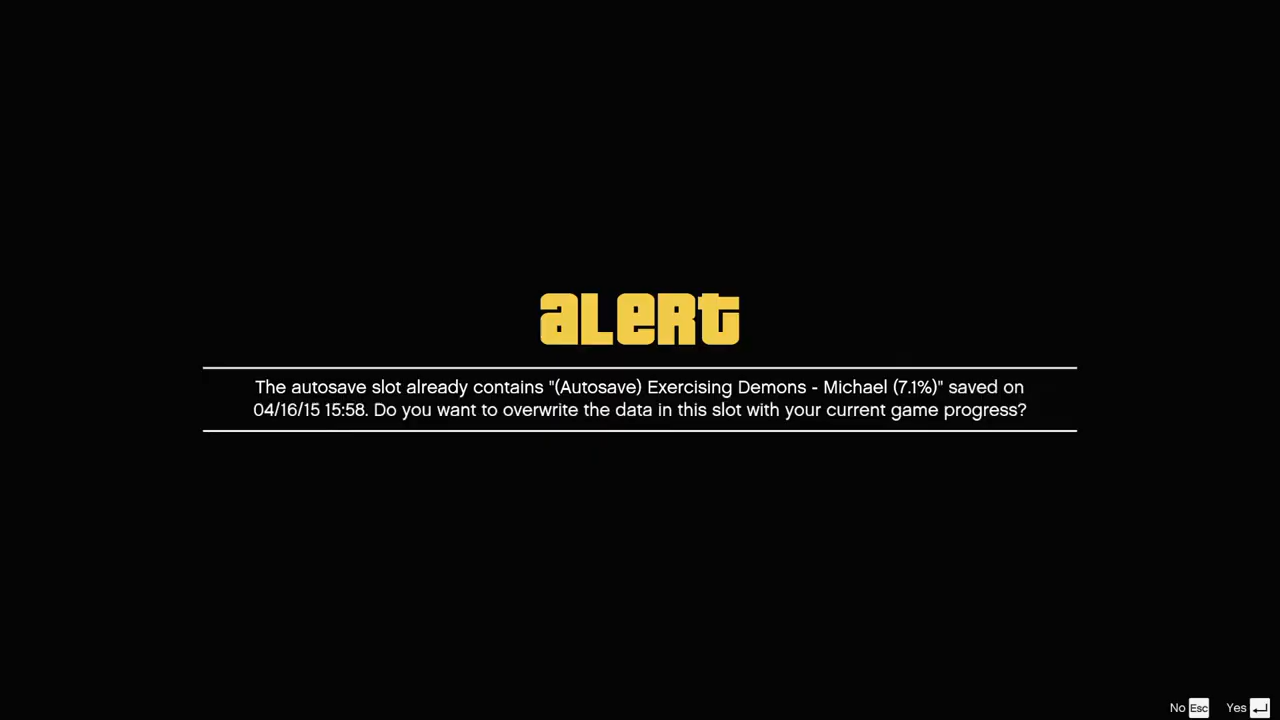 aLeRt
The autosave slot already contains "(Autosave) Exercising Demons - Michael (7.1%)" saved on
04/16/15 15:58. Do you want to overwrite the data in this slot with your current game progress?
No Esc Yes